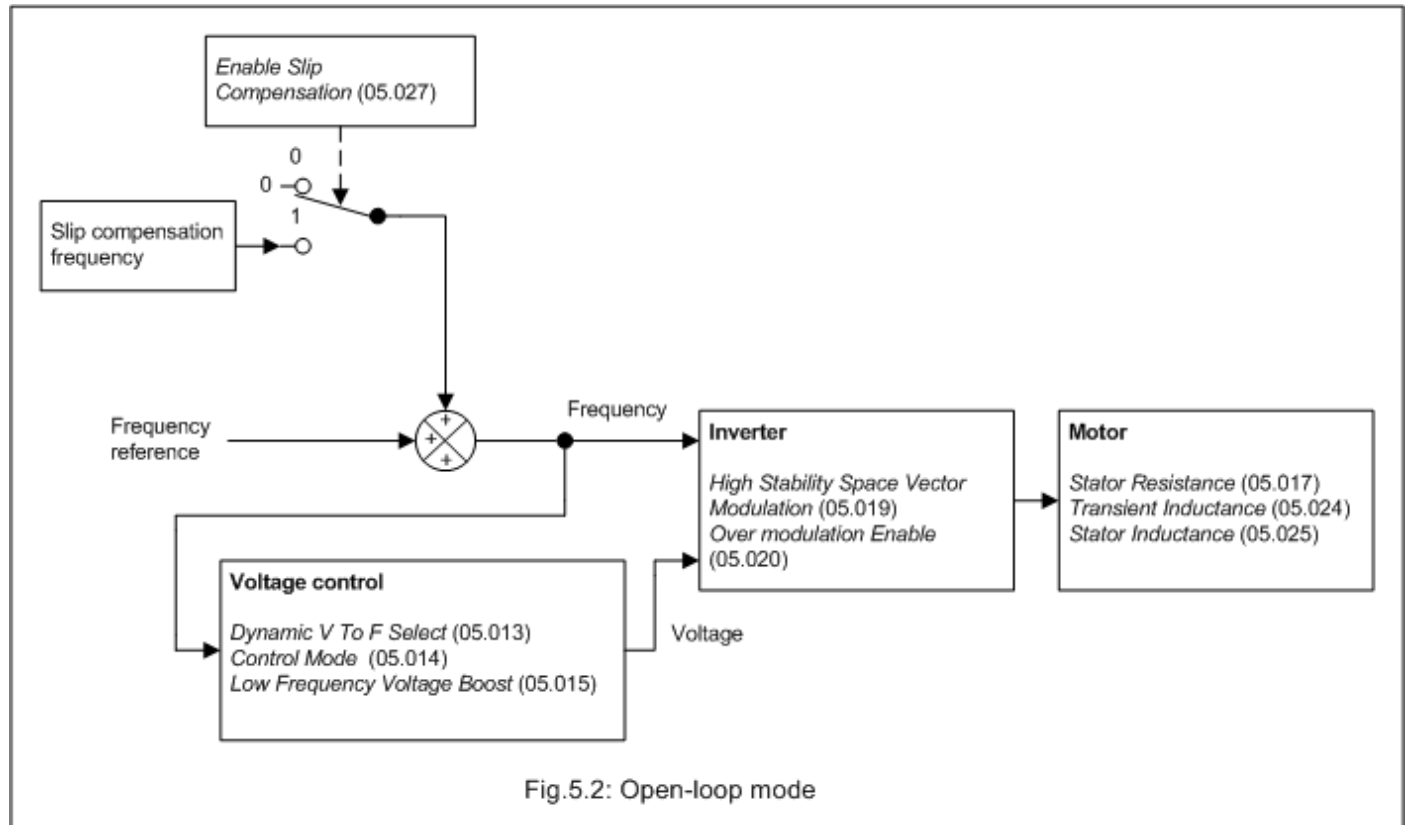 Enable Slip
Compensation (05.027)
0
0
1
Slip compensation
frequency
Frequency
reference
+
+
+
Frequency
Inverter
High Stability Space Vector
Modulation (05.019)
Over modulation Enable
(05.020)
Motor
Stator Resistance (05.017)
Transient Inductance (05.024)
Stator Inductance (05.025)
Voltage control
Dynamic V To F Select (05.013)
Control Mode (05.014)
Low Frequency Voltage Boost (05.015)
Voltage
Fig.5.2: Open-loop mode